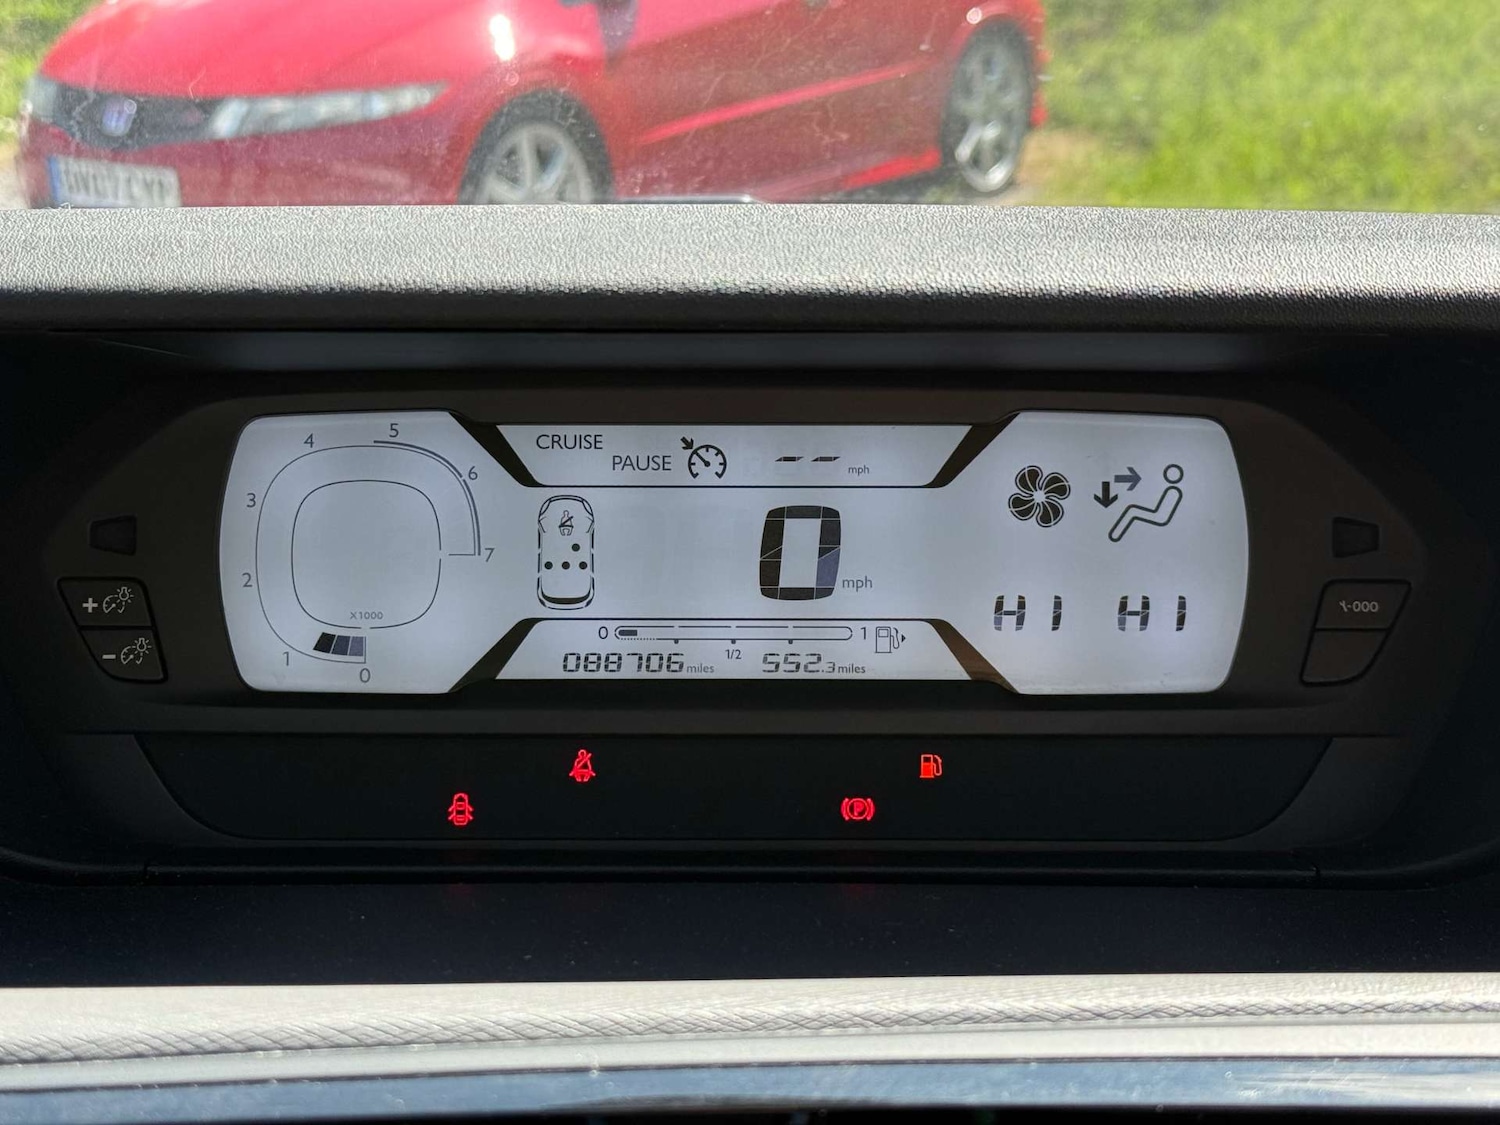 CRUISE
PAUSE -- mph
4 5
3 6
2 7
1 0
X1000
0 mph
HI HI
0 1/2 1
088706 miles 552.3 miles
+
-
000
P